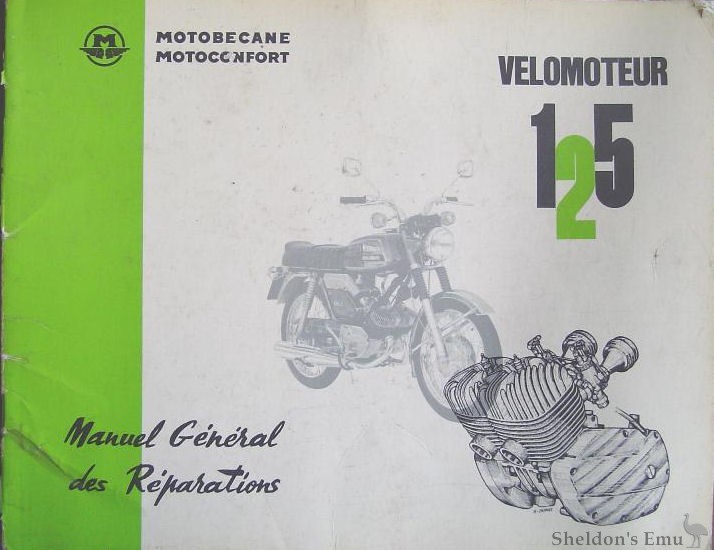 M
MOTOBECANE
MOTOCONFORT
VELOMOTEUR
125
Manuel Général
des Réparations
Sheldon's Emu